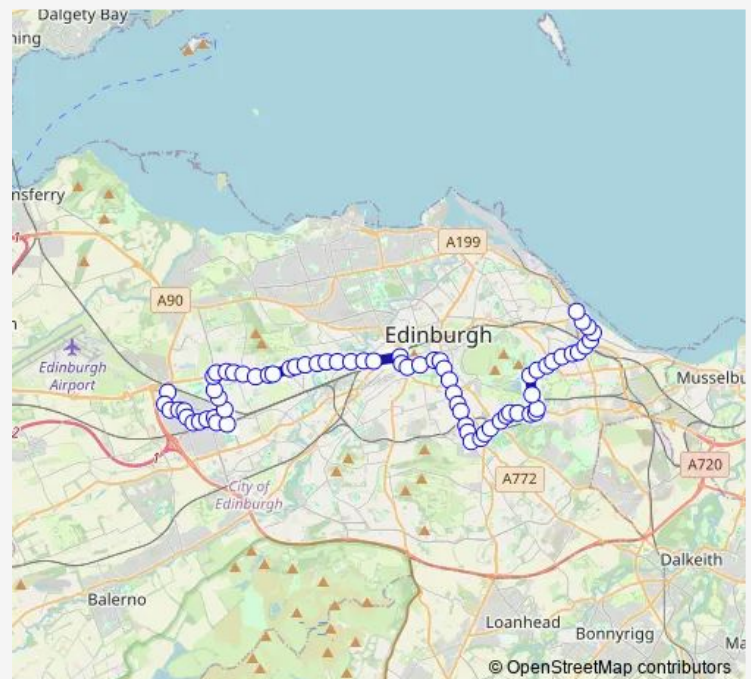 Dalgety Bay
ning
nsferry
A199
A90
Edinburgh
Edinburgh
Airport
Musselbu
A720
A772
City of
Edinburgh
Dalkeith
Balerno
Loanhead
Bonnyrigg
Ma
© OpenStreetMap contributors